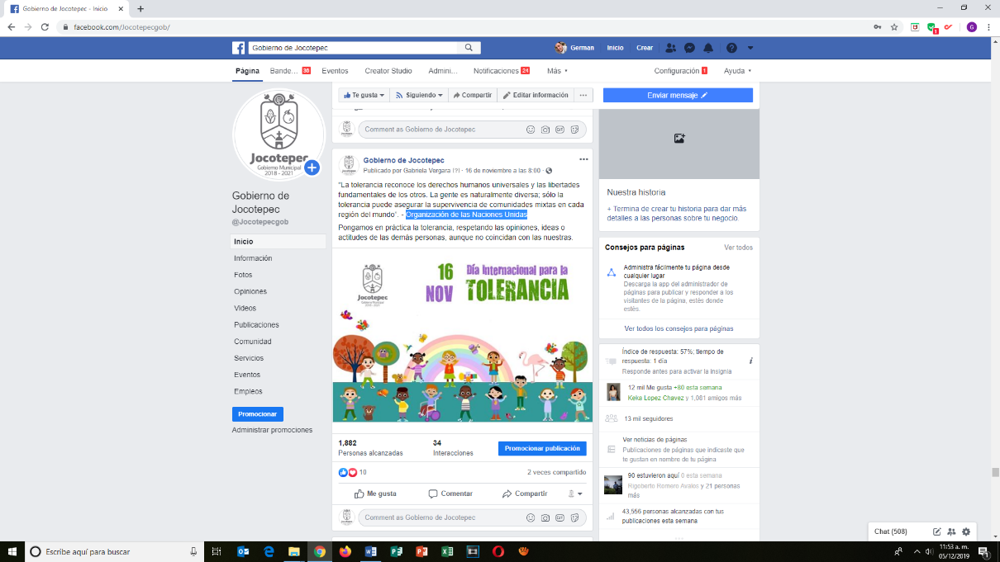 Gobierno de Jocotepec - Inicio
facebook.com/Jocotepecgob/
1
G
Gobierno de Jocotepec
German Inicio Crear
Página Bande... 36 Eventos Creator Studio Admini... Notificaciones 24 Más Configuración 1 Ayuda
Te gusta Siguiendo Compartir Editar información ... Enviar mensaje
Jocotepec
Gobierno Municipal
2018 - 2021
Gobierno de
Jocotepec
@Jocotepecgob
Inicio
Información
Fotos
Opiniones
Videos
Publicaciones
Comunidad
Servicios
Eventos
Empleos
Promocionar
Administrar promociones
Comment as Gobierno de Jocotepec
Gobierno de Jocotepec
Publicado por Gabriela Vergara [?] · 16 de noviembre a las 8:00 ·
"La tolerancia reconoce los derechos humanos universales y las libertades
fundamentales de los otros. La gente es naturalmente diversa; sólo la
tolerancia puede asegurar la supervivencia de comunidades mixtas en cada
región del mundo". - Organización de las Naciones Unidas
Pongamos en práctica la tolerancia, respetando las opiniones, ideas o
actitudes de las demás personas, aunque no coincidan con las nuestras.
Jocotepec
16 NOV
Día Internacional para la
TOLERANCIA
1,882 34 Promocionar publicación
Personas alcanzadas Interacciones
10 2 veces compartido
Me gusta Comentar Compartir
Comment as Gobierno de Jocotepec
Nuestra historia
+ Termina de crear tu historia para dar más
detalles a las personas sobre tu negocio.
Consejos para páginas Ver todos
Administra fácilmente tu página desde
cualquier lugar
Descarga la app del administrador de
páginas para publicar y responder a los
visitantes de la página, estés donde
estés.
Ver todos los consejos para páginas
Índice de respuesta: 57%; tiempo de
respuesta: 1 día
Responde antes para activar la insignia
12 mil Me gusta +80 esta semana
Keka Lopez Chavez y 1,081 amigos más
13 mil seguidores
Ver noticias de páginas
Publicaciones de páginas que indicaste que
te gustan en nombre de tu página
90 estuvieron aquí 0 esta semana
Rigoberto Romero Avalos y 21 personas
más
43,556 personas alcanzadas con tus
publicaciones esta semana
Chat (508)
Escribe aquí para buscar
11:53 a. m.
05/12/2019
1